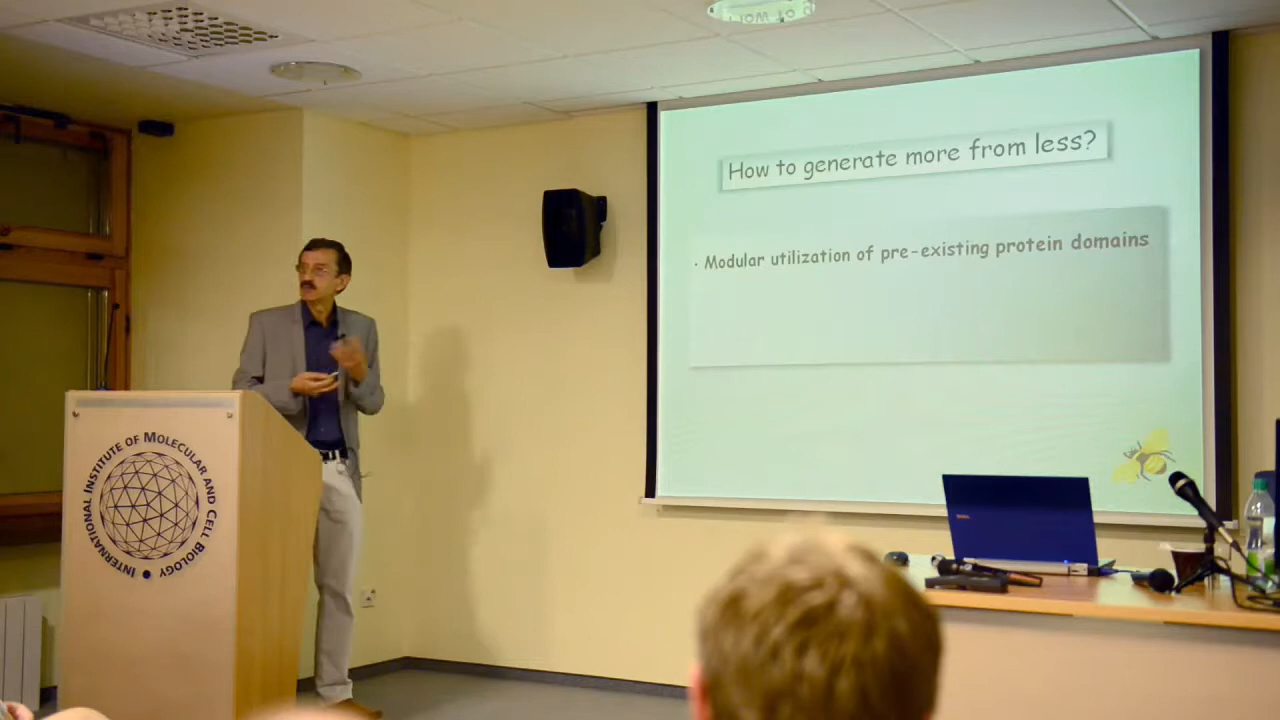 How to generate more from less?
· Modular utilization of pre-existing protein domains
INTERNATIONAL INSTITUTE OF MOLECULAR AND CELL BIOLOGY